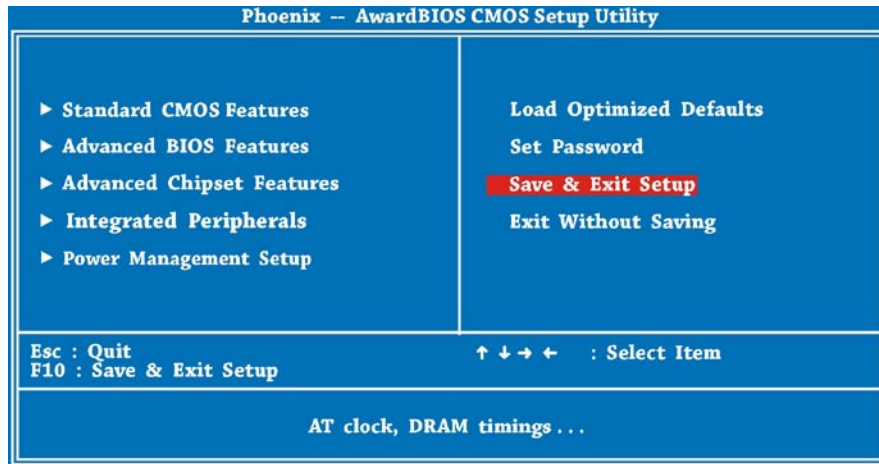 Phoenix -- AwardBIOS CMOS Setup Utility
► Standard CMOS Features
► Advanced BIOS Features
► Advanced Chipset Features
► Integrated Peripherals
► Power Management Setup
Load Optimized Defaults
Set Password
Save & Exit Setup
Exit Without Saving
Esc : Quit
F10 : Save & Exit Setup
↑ ↓ → ← : Select Item
AT clock, DRAM timings...